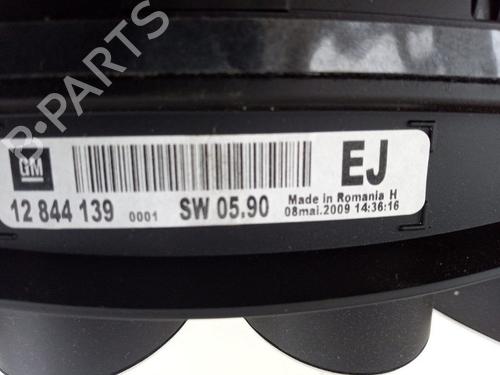 B-PARTS
GM
EJ
12 844 139 0001 SW 05.90
Made in Romania H
08mai.2009 14:36:16